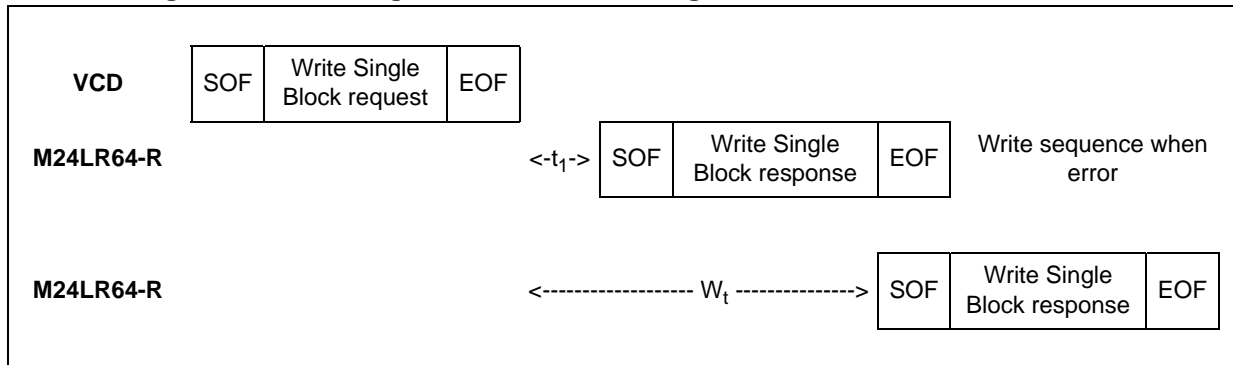 VCD SOF Write Single Block request EOF
M24LR64-R <-t1-> SOF Write Single Block response EOF Write sequence when error
M24LR64-R <------------------- Wt ---------------> SOF Write Single Block response EOF